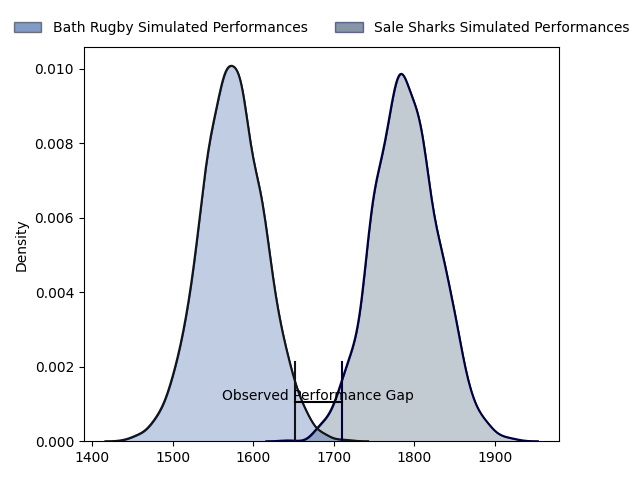 Bath Rugby Simulated Performances Sale Sharks Simulated Performances
0.010
0.008
0.006
Density
0.004
0.002
Observed Performance Gap
0.000
1400 1500 1600 1700 1800 1900